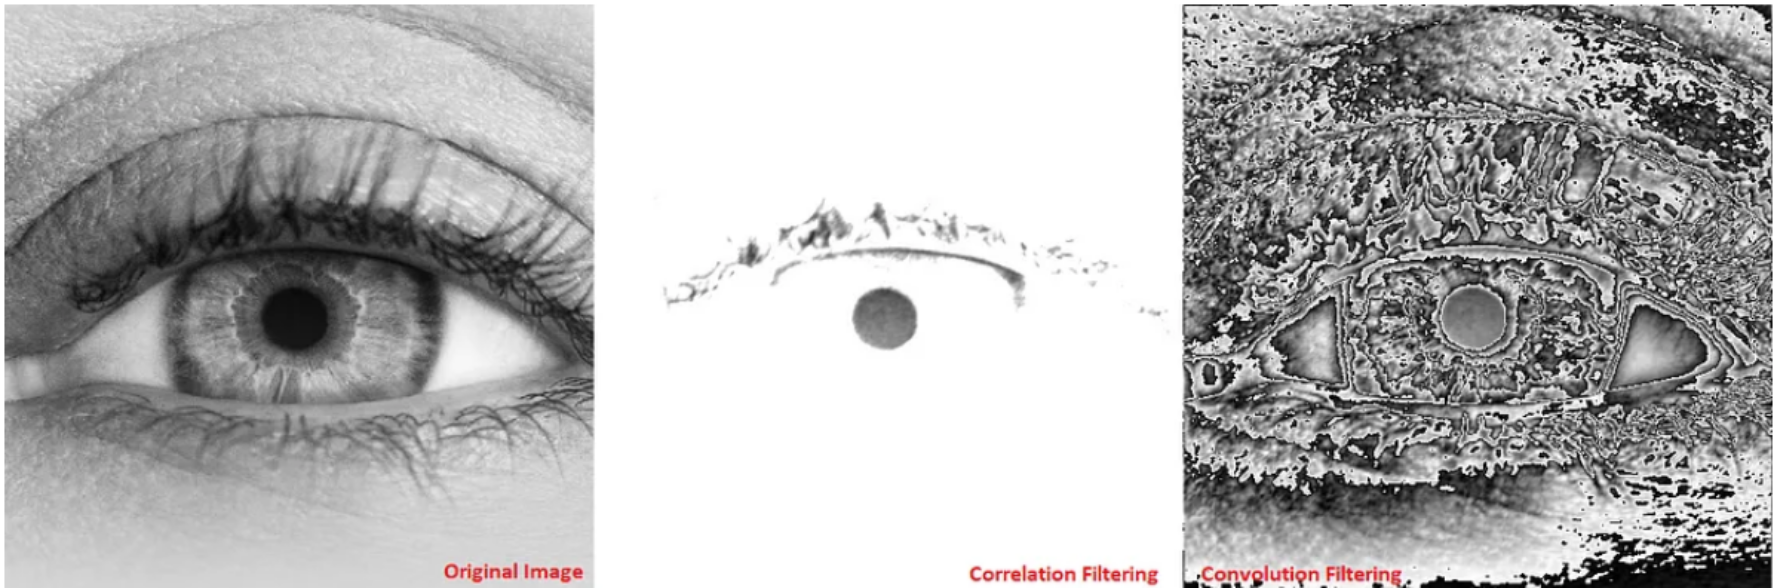 Original Image
Correlation Filtering
Convolution Filtering